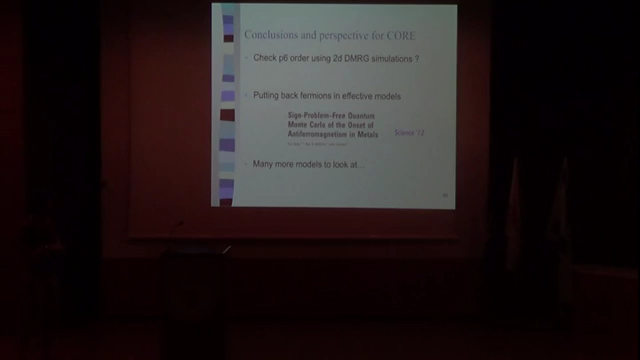 Conclusions and perspective for CORE
- Check p6 order using 2d DMRG simulations ?
- Putting back fermions in effective models
Sign-Problem–Free Quantum
Monte Carlo of the Onset of
Antiferromagnetism in Metals
Science '12
- Many more models to look at...